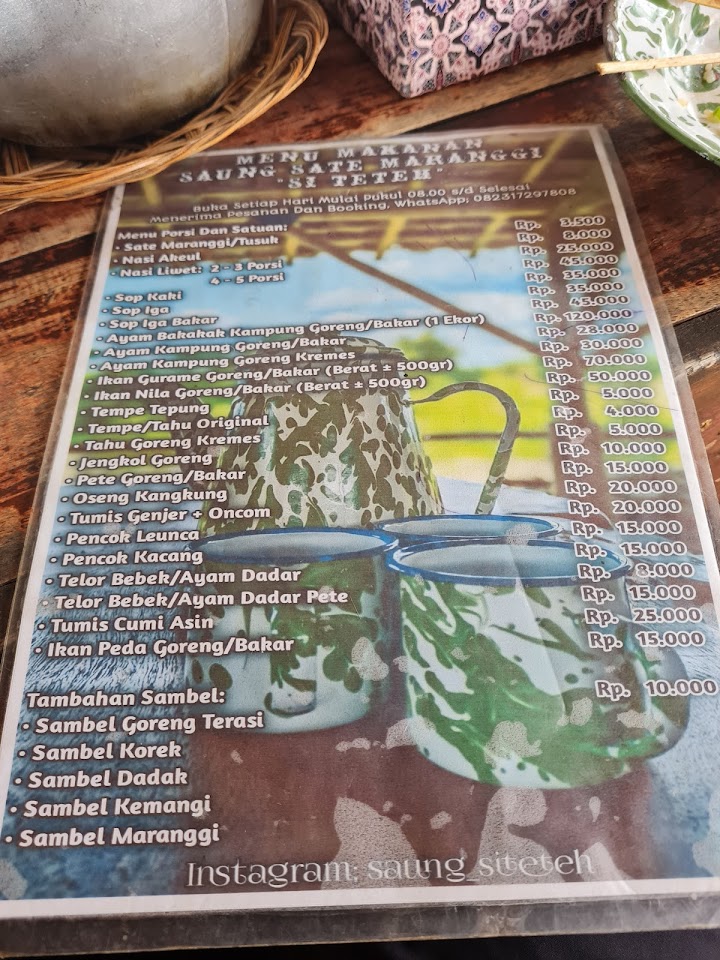 MENU MAKANAN
SAUNG SATE MARANGGI
"SI TETEH"
Buka Setiap Hari Mulai Pukul 08.00 s/d Selesai
Menerima Pesanan Dan Booking, WhatsApp; 082317297808
Menu Porsi Dan Satuan:
• Sate Maranggi/Tusuk Rp. 3.500
• Nasi Akeul Rp. 8.000
• Nasi Liwet: 2 - 3 Porsi Rp. 25.000
4 - 5 Porsi Rp. 45.000
• Sop Kaki Rp. 35.000
• Sop Iga Rp. 35.000
• Sop Iga Bakar Rp. 45.000
• Ayam Bakakak Kampung Goreng/Bakar (1 Ekor) Rp. 120.000
• Ayam Kampung Goreng/Bakar Rp. 28.000
• Ayam Kampung Goreng Kremes Rp. 30.000
• Ikan Gurame Goreng/Bakar (Berat ± 500gr) Rp. 70.000
• Ikan Nila Goreng/Bakar (Berat ± 500gr) Rp. 50.000
• Tempe Tepung Rp. 5.000
• Tempe/Tahu Original Rp. 4.000
• Tahu Goreng Kremes Rp. 5.000
• Jengkol Goreng Rp. 10.000
• Pete Goreng/Bakar Rp. 15.000
• Oseng Kangkung Rp. 20.000
• Tumis Genjer + Oncom Rp. 20.000
• Pencok Leunca Rp. 15.000
• Pencok Kacang Rp. 15.000
• Telor Bebek/Ayam Dadar Rp. 8.000
• Telor Bebek/Ayam Dadar Pete Rp. 15.000
• Tumis Cumi Asin Rp. 25.000
• Ikan Peda Goreng/Bakar Rp. 15.000
Tambahan Sambel: Rp. 10.000
• Sambel Goreng Terasi
• Sambel Korek
• Sambel Dadak
• Sambel Kemangi
• Sambel Maranggi
Instagram: saung_siteteh